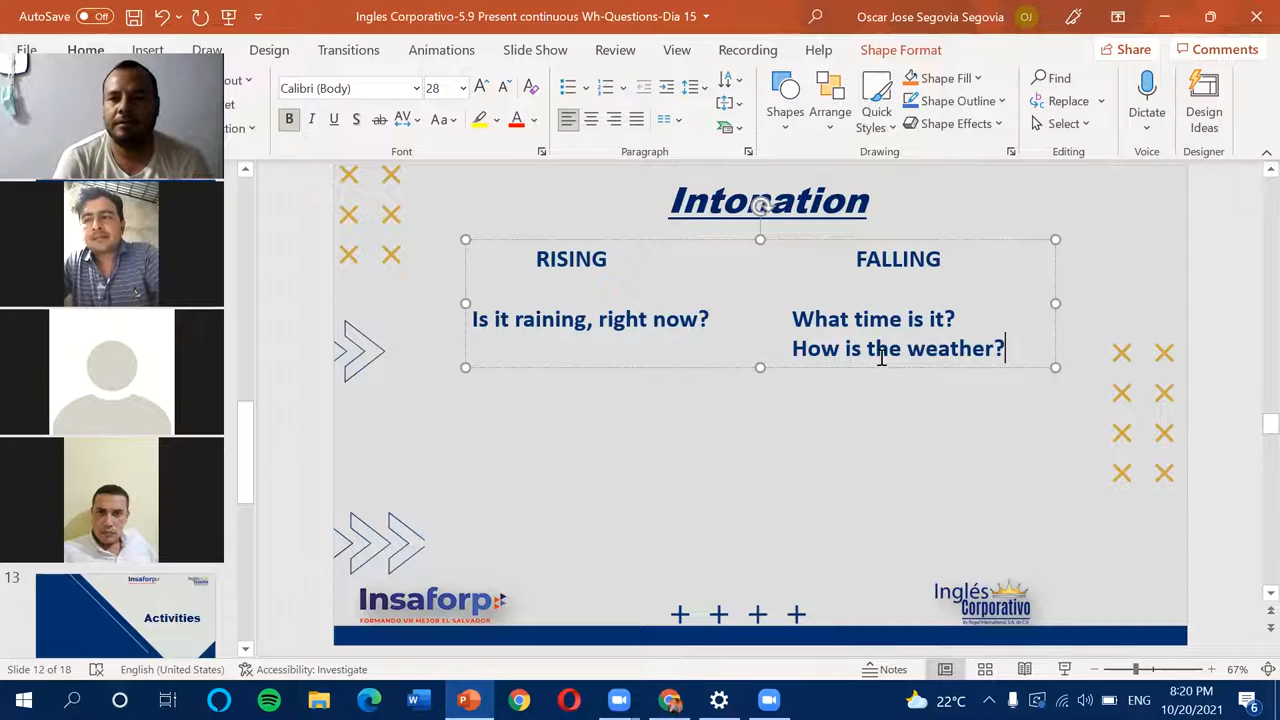 AutoSave Off
Ingles Corporativo-5.9 Present continuous Wh-Questions-Dia 15
Oscar Jose Segovia Segovia OJ
File Home Insert Draw Design Transitions Animations Slide Show Review View Recording Help Shape Format
Share Comments
Calibri (Body) 28
Shapes Arrange Quick Styles
Shape Fill
Shape Outline
Shape Effects
Find
Replace
Select
Dictate
Design Ideas
Font Paragraph Drawing Editing Voice Designer
Intonation
RISING FALLING
Is it raining, right now? What time is it?
How is the weather?
Insaforp
FORMANDO UN MEJOR EL SALVADOR
Inglés
Corporativo
By Regal International, S.A. de C.V.
13
Insaforp
Activities
Slide 12 of 18 English (United States) Accessibility: Investigate Notes 67%
22°C ENG 8:20 PM
10/20/2021